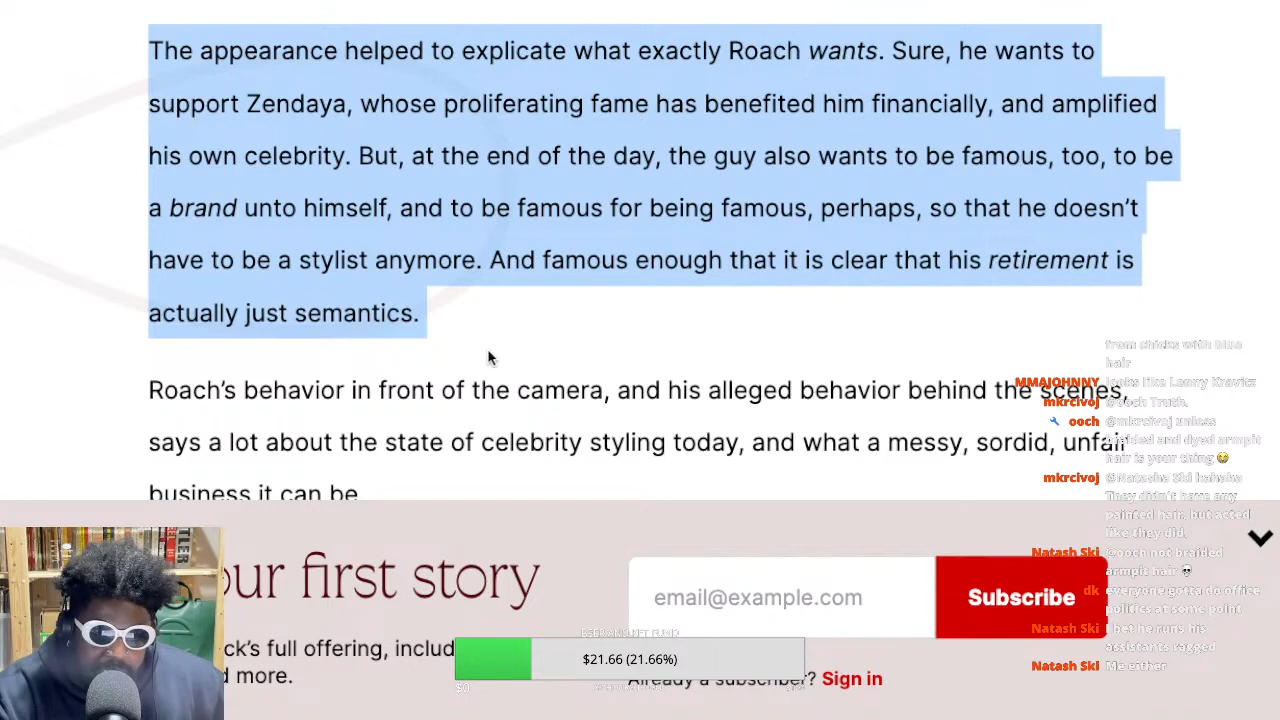 The appearance helped to explicate what exactly Roach wants. Sure, he wants to
support Zendaya, whose proliferating fame has benefited him financially, and amplified
his own celebrity. But, at the end of the day, the guy also wants to be famous, too, to be
a brand unto himself, and to be famous for being famous, perhaps, so that he doesn’t
have to be a stylist anymore. And famous enough that it is clear that his retirement is
actually just semantics.
Roach’s behavior in front of the camera, and his alleged behavior behind the scenes,
says a lot about the state of celebrity styling today, and what a messy, sordid, unfair
business it can be
from chicks with blue
hair
MMAJOHNNY looks like Lenny Kravitz
mkrcivoj @ooch Truth.
ooch @mkrcivoj unless
braided and dyed armpit
hair is your thing 😂
mkrcivoj @Natasha Ski hahaha
They didn't have any
painted hair, but acted
like they did.
Natash Ski @ooch not braided
armpit hair 💀
dk everyone gotta do office
politics at some point
Natash Ski I bet he runs his
assistants ragged
Natash Ski Me either
our first story
ck’s full offering, includ
d more.
email@example.com
Subscribe
Already a subscriber? Sign in
$21.66 (21.66%)
$0